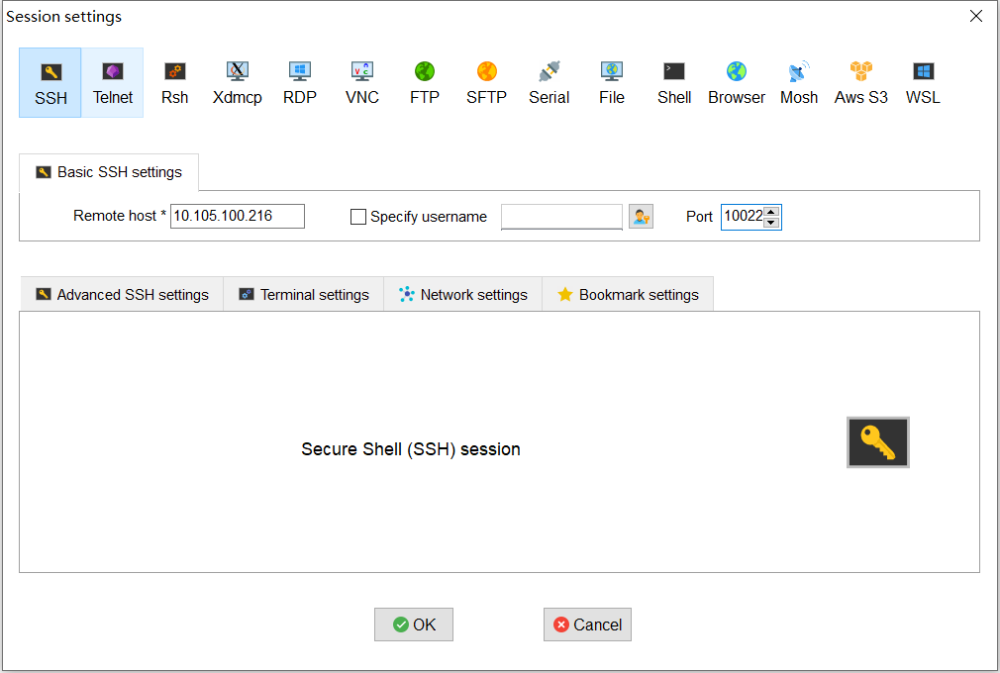 Session settings
SSH Telnet Rsh Xdmcp RDP VNC FTP SFTP Serial File Shell Browser Mosh Aws S3 WSL
Basic SSH settings
Remote host * 10.105.100.216 Specify username Port 10022
Advanced SSH settings Terminal settings Network settings Bookmark settings
Secure Shell (SSH) session
OK Cancel